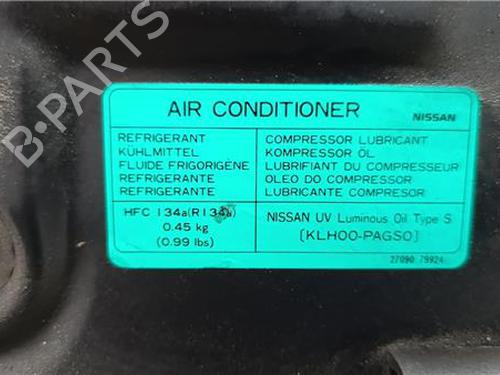 AIR CONDITIONER
NISSAN
REFRIGERANT
KÜHLMITTEL
FLUIDE FRIGORIGÈNE
REFRIGERANTE
REFRIGERANTE
COMPRESSOR LUBRICANT
KOMPRESSOR ÖL
LUBRIFIANT DU COMPRESSEUR
OLEO DO COMPRESSOR
LUBRICANTE COMPRESOR
HFC 134a(R134a)
0.45 kg
(0.99 lbs)
NISSAN UV Luminous Oil Type S
[KLH00-PAGS0]
27090 79924
B-PARTS